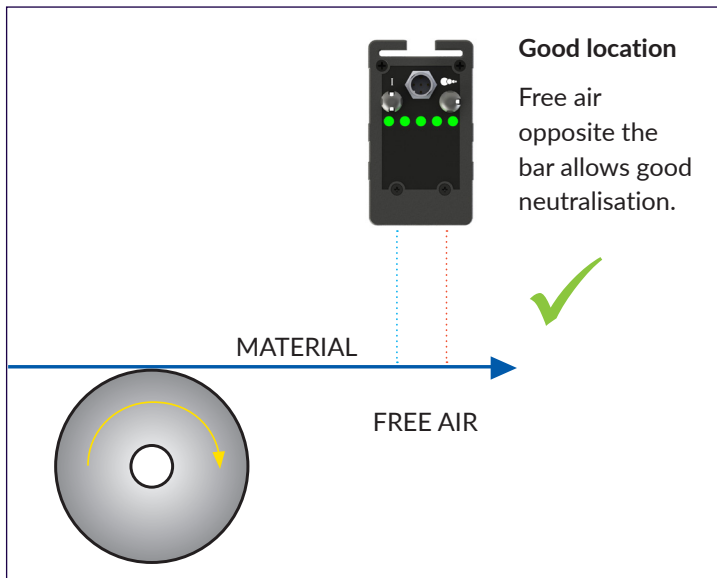 Good location
Free air
opposite the
bar allows good
neutralisation.
MATERIAL
FREE AIR